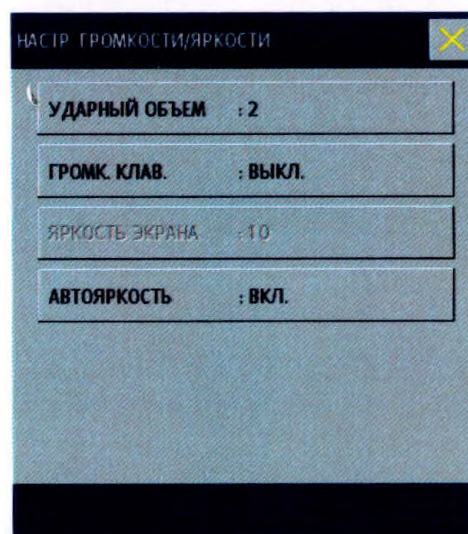 НАСТР. ГРОМКОСТИ/ЯРКОСТИ
УДАРНЫЙ ОБЪЕМ : 2
ГРОМК. КЛАВ. : ВЫКЛ.
ЯРКОСТЬ ЭКРАНА : 10
АВТОЯРКОСТЬ : ВКЛ.